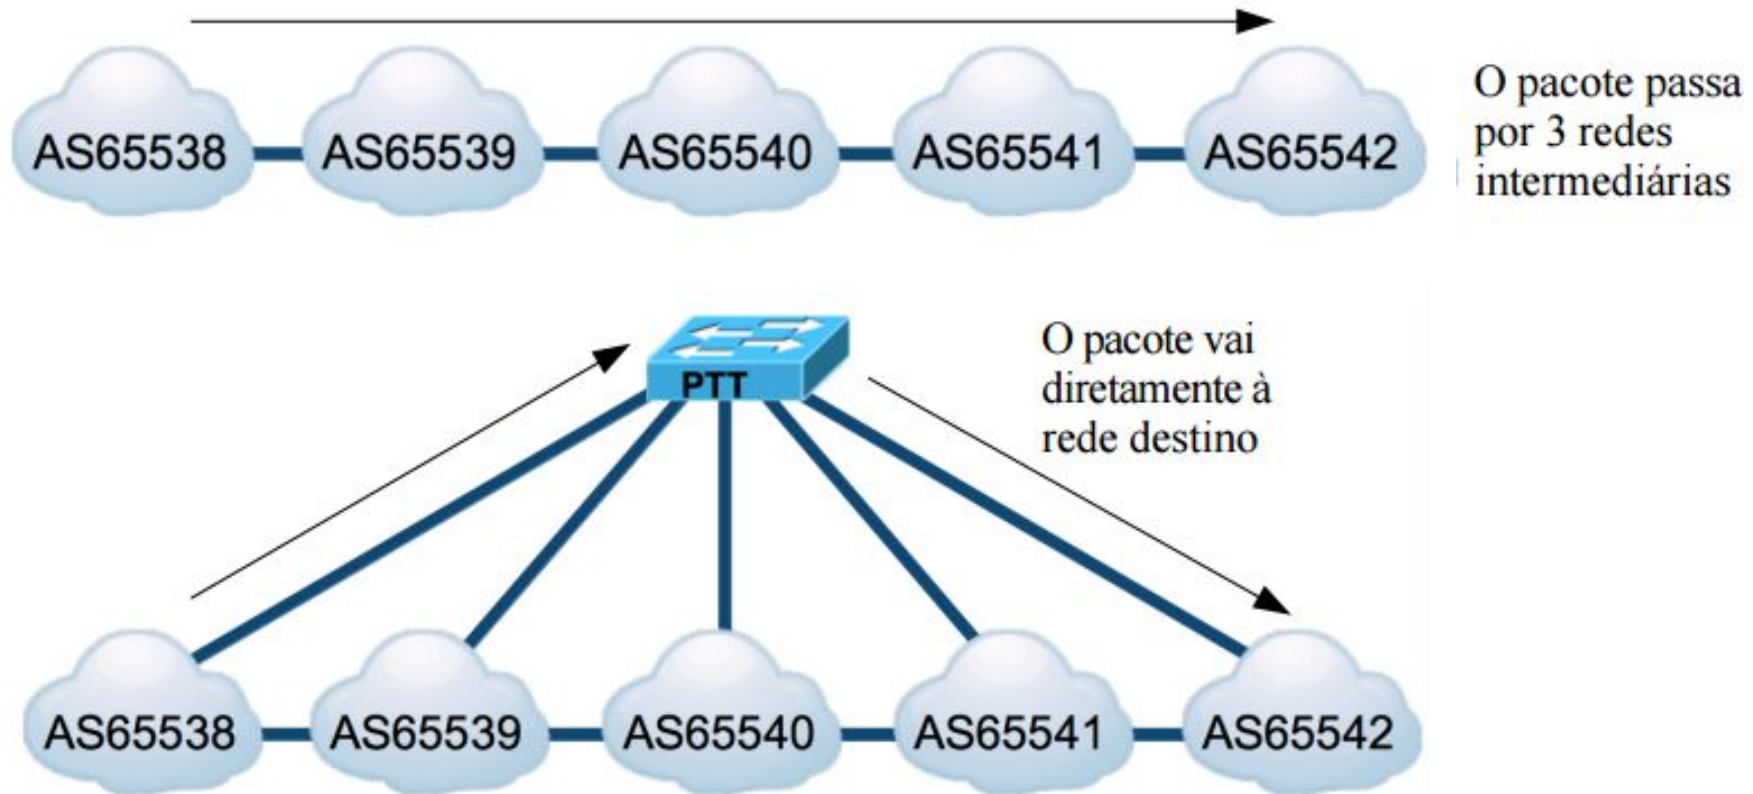 AS65538
AS65539
AS65540
AS65541
AS65542
O pacote passa
por 3 redes
intermediárias
PTT
O pacote vai
diretamente à
rede destino
AS65538
AS65539
AS65540
AS65541
AS65542